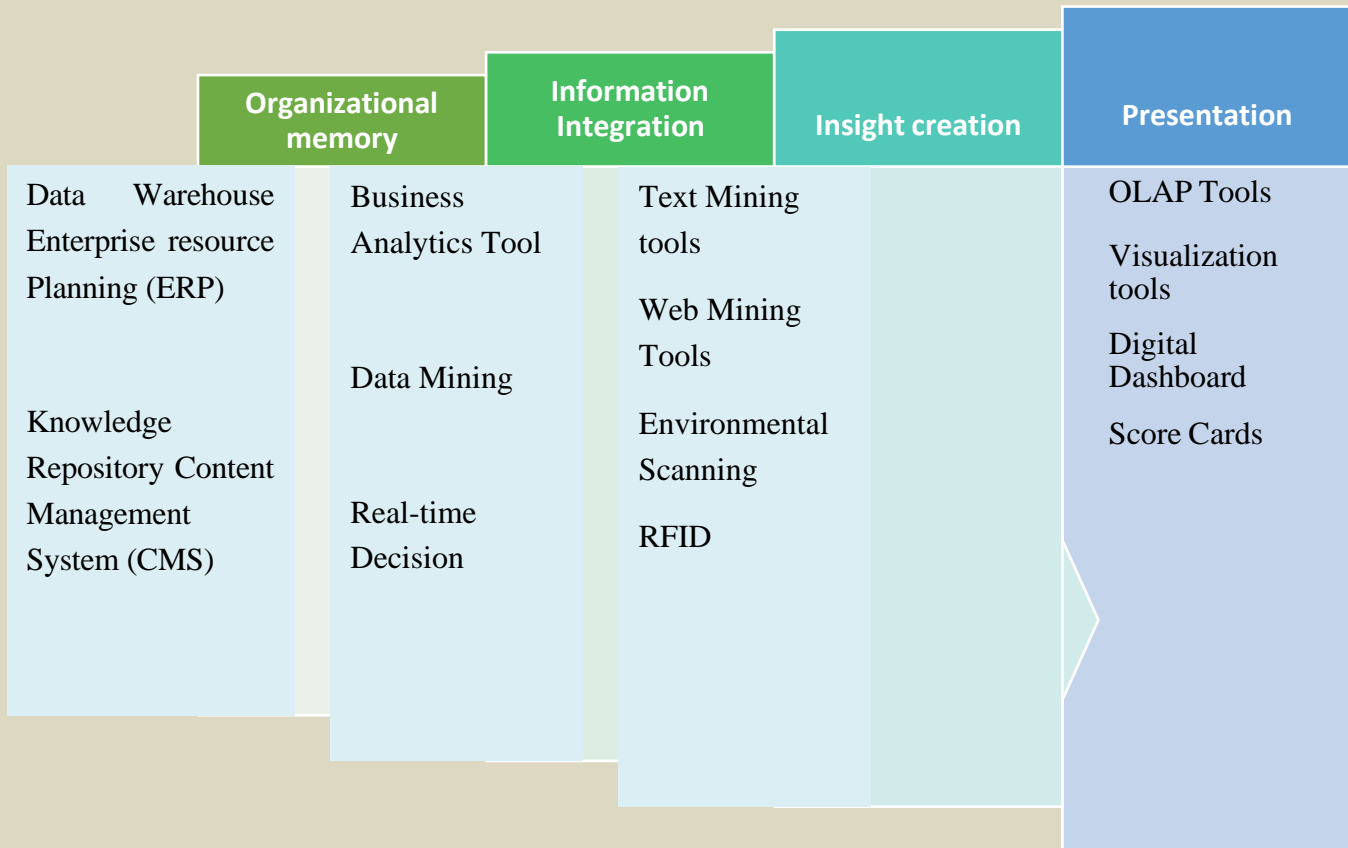 Organizational
memory
Information
Integration
Insight creation
Presentation
Data Warehouse
Enterprise resource
Planning (ERP)
Knowledge
Repository Content
Management
System (CMS)
Business
Analytics Tool
Data Mining
Real-time
Decision
Text Mining
tools
Web Mining
Tools
Environmental
Scanning
RFID
OLAP Tools
Visualization
tools
Digital
Dashboard
Score Cards